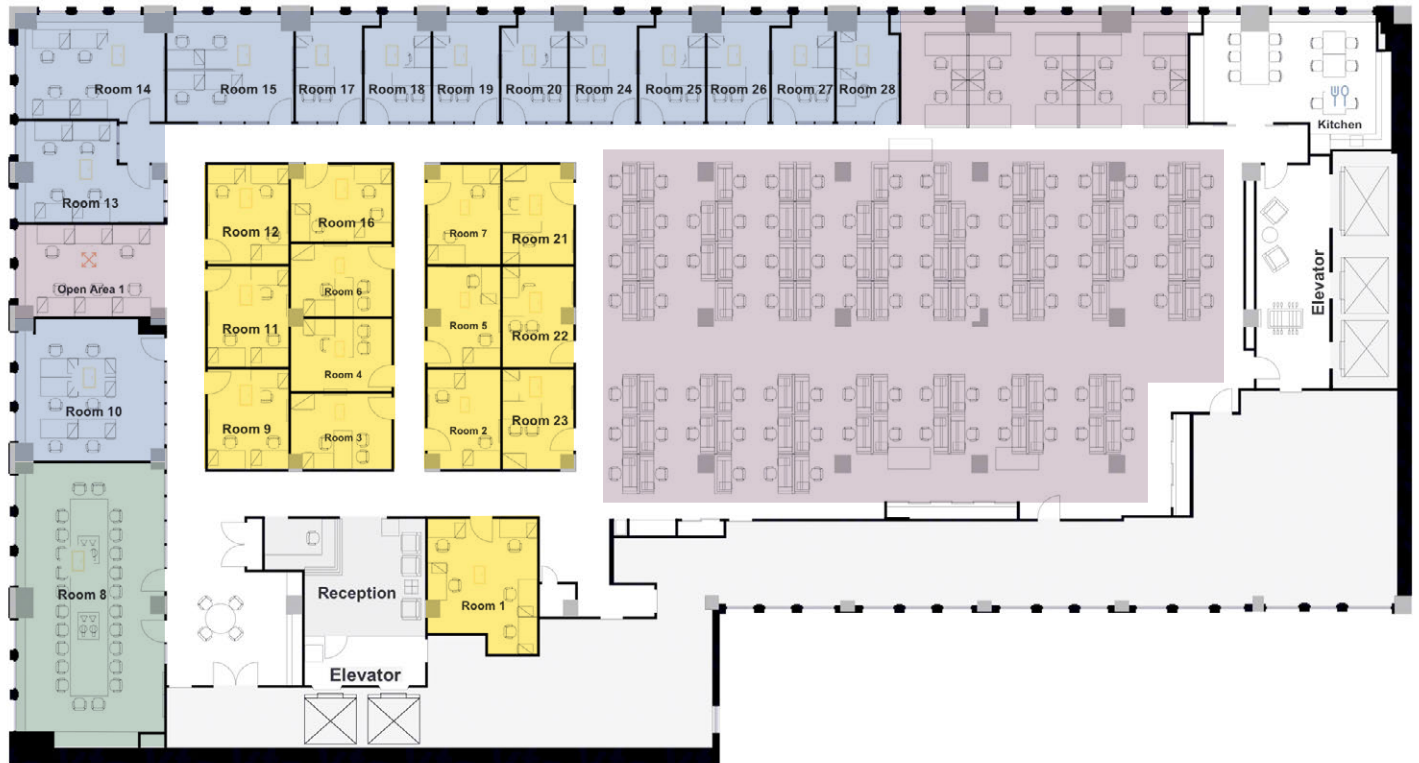 Room 14
Room 15
Room 17
Room 18
Room 19
Room 20
Room 24
Room 25
Room 26
Room 27
Room 28
Kitchen
Room 13
Room 12
Room 16
Room 7
Room 21
Open Area 1
Room 6
Elevator
Room 11
Room 5
Room 22
Room 4
Room 10
Room 9
Room 3
Room 2
Room 23
Room 8
Reception
Room 1
Elevator